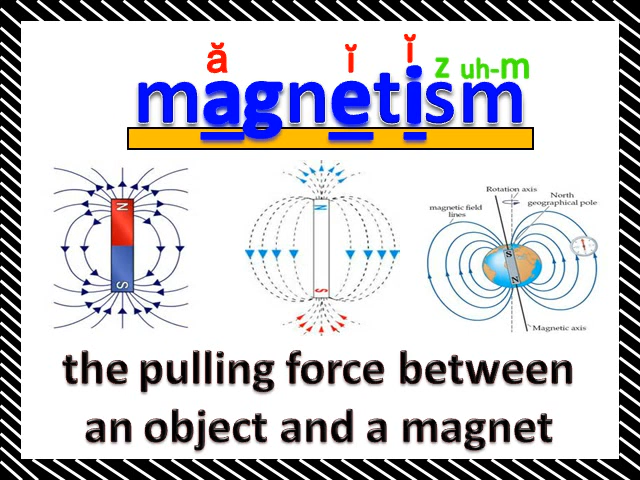 ă ĭ ĭ z uh-m
magnetism
N
S
N
S
Rotation axis
North
geographical pole
magnetic field
lines
S
N
Magnetic axis
the pulling force between
an object and a magnet